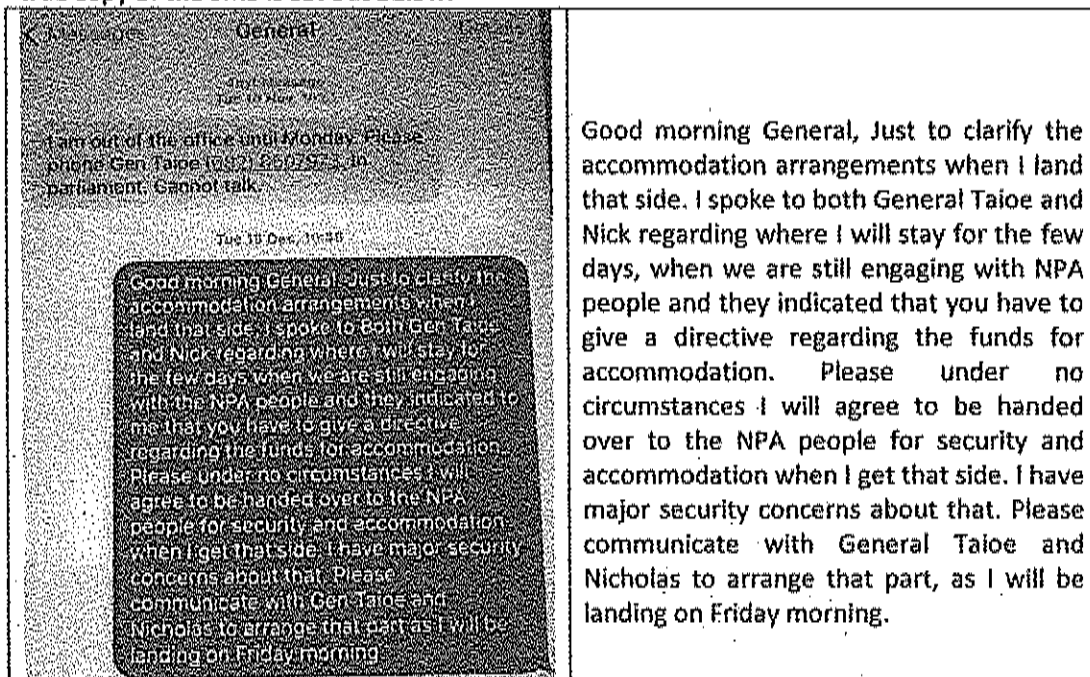 Messages General
I am out of the office until Monday. Please
phone Gen Taioe
parliament. Cannot talk.
Good morning General. Just to clarify the
accommodation arrangements when I
land that side. I spoke to Both Gen Taioe
and Nick regarding where I will stay for
the few days when we are still engaging
with the NPA people and they indicated to
me that you have to give a directive
regarding the funds for accommodation.
Please under no circumstances I will
agree to be handed over to the NPA
people for security and accommodation
when I get that side. I have major security
concerns about that. Please
communicate with Gen Taioe and
Nicholas to arrange that part as I will be
landing on Friday morning
Good morning General, Just to clarify the
accommodation arrangements when I land
that side. I spoke to both General Taioe and
Nick regarding where I will stay for the few
days, when we are still engaging with NPA
people and they indicated that you have to
give a directive regarding the funds for
accommodation. Please under no
circumstances I will agree to be handed
over to the NPA people for security and
accommodation when I get that side. I have
major security concerns about that. Please
communicate with General Taioe and
Nicholas to arrange that part, as I will be
landing on Friday morning.